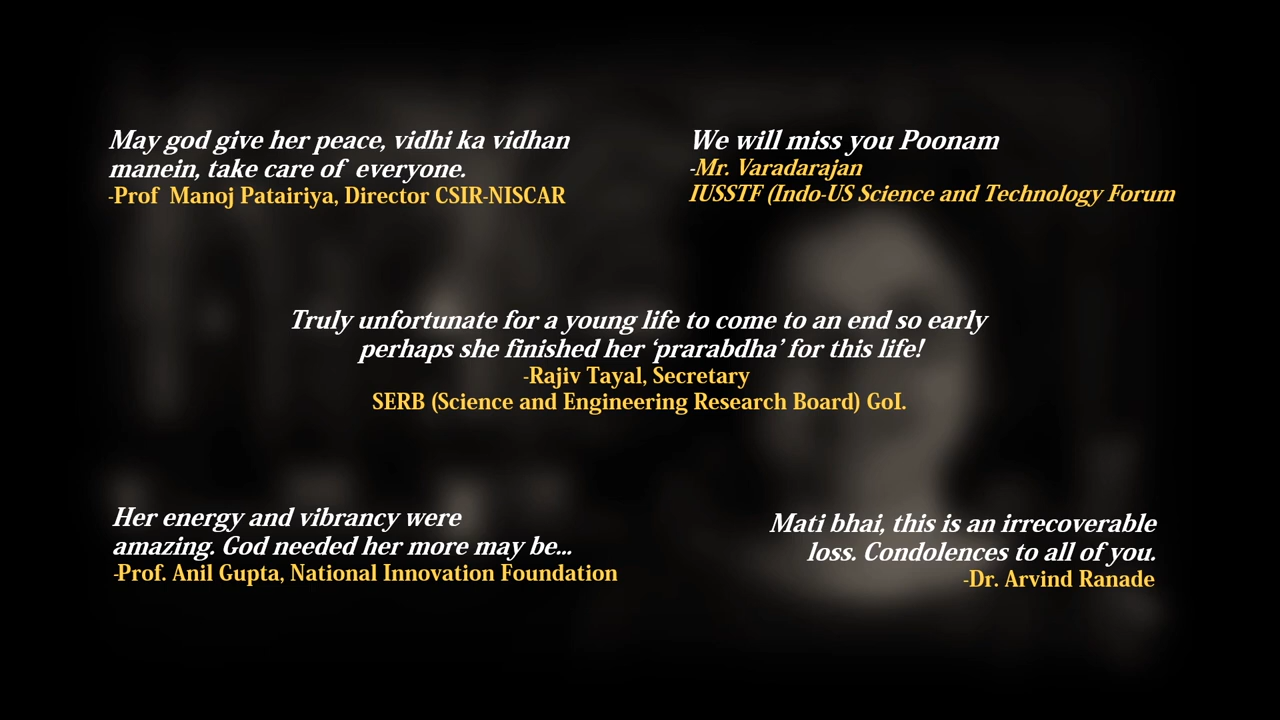 May god give her peace, vidhi ka vidhan
manein, take care of everyone.
-Prof Manoj Patairiya, Director CSIR-NISCAR
We will miss you Poonam
-Mr. Varadarajan
IUSSTF (Indo-US Science and Technology Forum
Truly unfortunate for a young life to come to an end so early
perhaps she finished her ‘prarabdha’ for this life!
-Rajiv Tayal, Secretary
SERB (Science and Engineering Research Board) GoI.
Her energy and vibrancy were
amazing. God needed her more may be...
-Prof. Anil Gupta, National Innovation Foundation
Mati bhai, this is an irrecoverable
loss. Condolences to all of you.
-Dr. Arvind Ranade